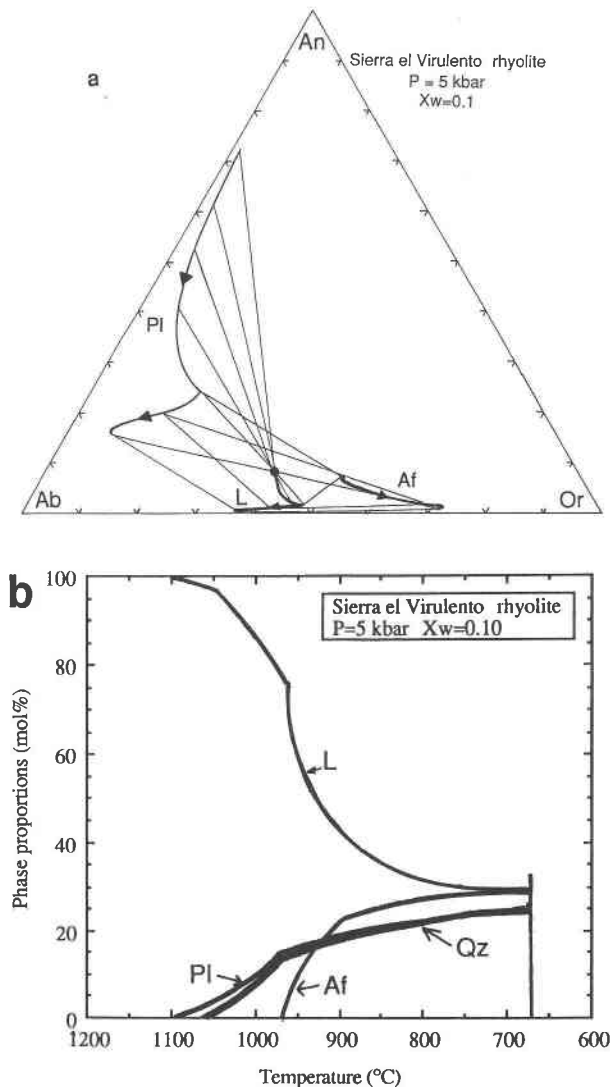 a
An
Sierra el Virulento rhyolite
P = 5 kbar
Xw=0.1
Pl
Af
Ab
L
Or
b
Sierra el Virulento rhyolite
P=5 kbar Xw=0.10
Phase proportions (mol%)
100
80
60
40
20
0
L
Pl
Af
Qz
1200
1100
1000
900
800
700
600
Temperature (°C)